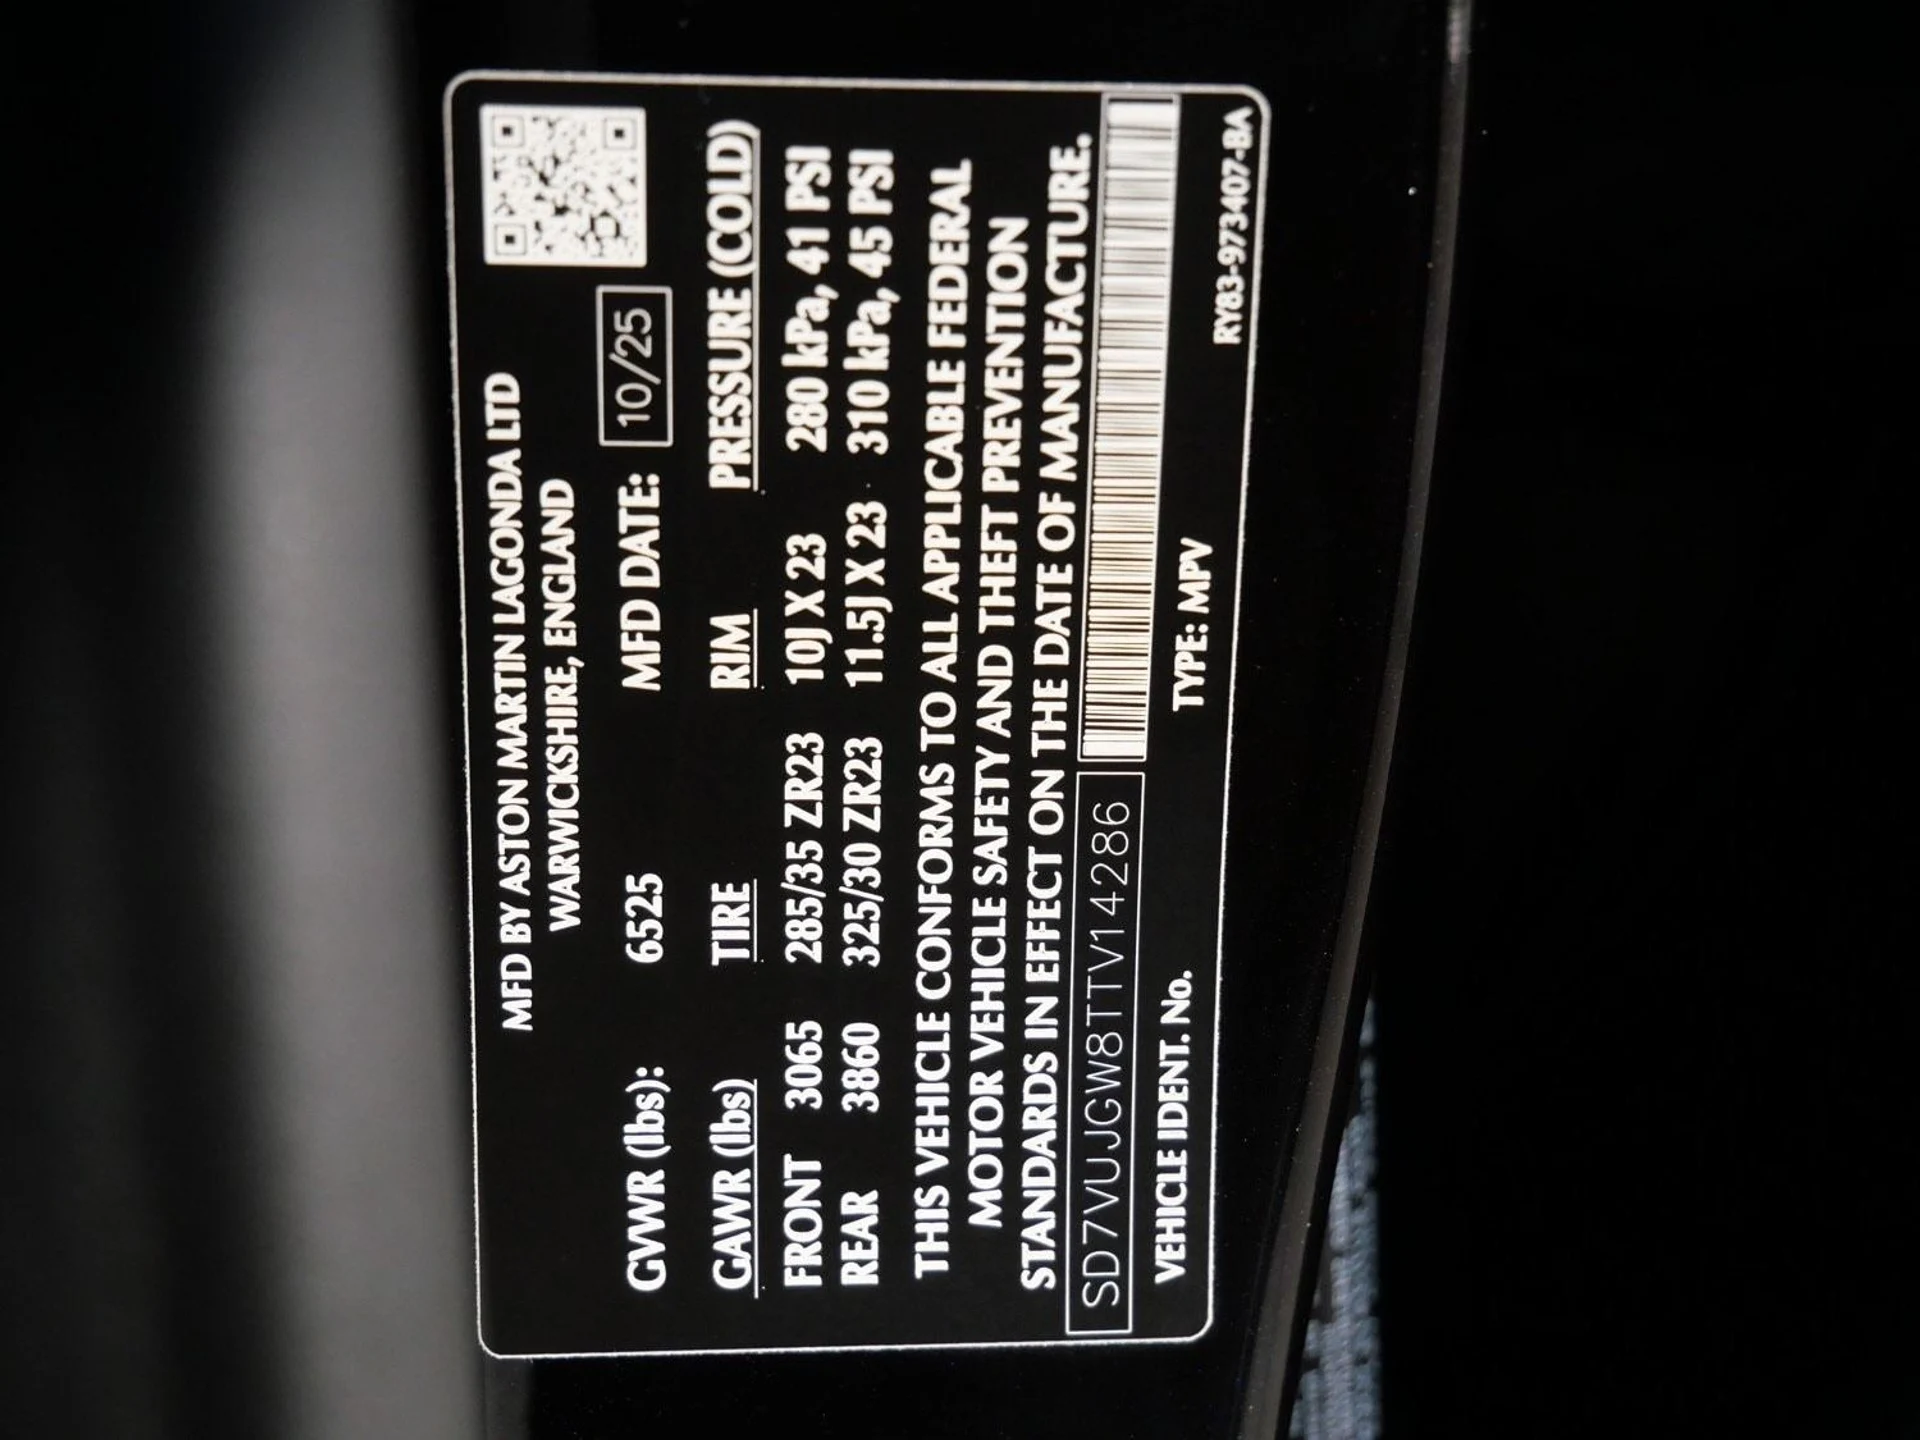 MFD BY ASTON MARTIN LAGONDA LTD
WARWICKSHIRE, ENGLAND
GVWR (lbs): 6525 MFD DATE: 10/25
GAWR (lbs) TIRE RIM PRESSURE (COLD)
FRONT 3065 285/35 ZR23 10J X 23 280 kPa, 41 PSI
REAR 3860 325/30 ZR23 11.5J X 23 310 kPa, 45 PSI
THIS VEHICLE CONFORMS TO ALL APPLICABLE FEDERAL
MOTOR VEHICLE SAFETY AND THEFT PREVENTION
STANDARDS IN EFFECT ON THE DATE OF MANUFACTURE.
SD7VUJGW8TTV14286
VEHICLE IDENT. No. TYPE: MPV
RY83-973407-BA